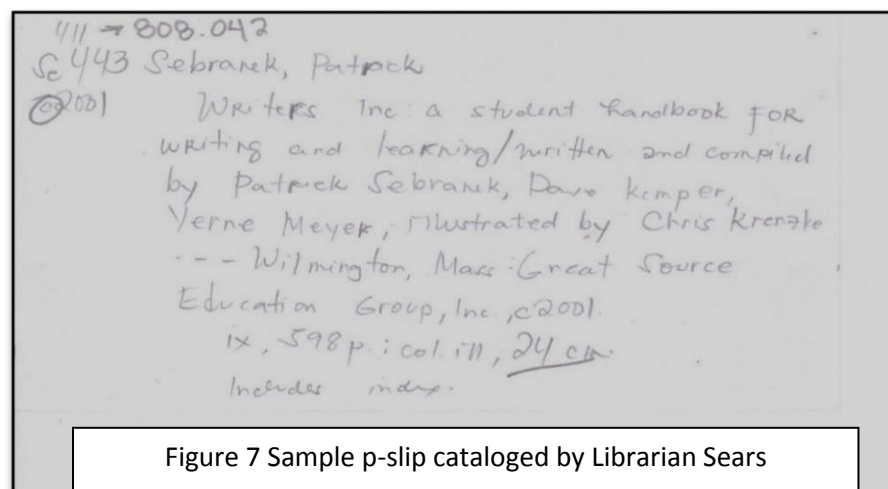 411 → 808.042
Se 443 Sebranek, Patrick
c2001 Writers Inc : a student handbook FOR
writing and learning/written and compiled
by Patrick Sebranek, Dave Kemper,
Verne Meyer; illustrated by Chris Krenzke
--- Wilmington, Mass : Great Source
Education Group, Inc., c2001.
ix, 598 p. : col. ill, 24 cm.
Includes index.
Figure 7 Sample p-slip cataloged by Librarian Sears